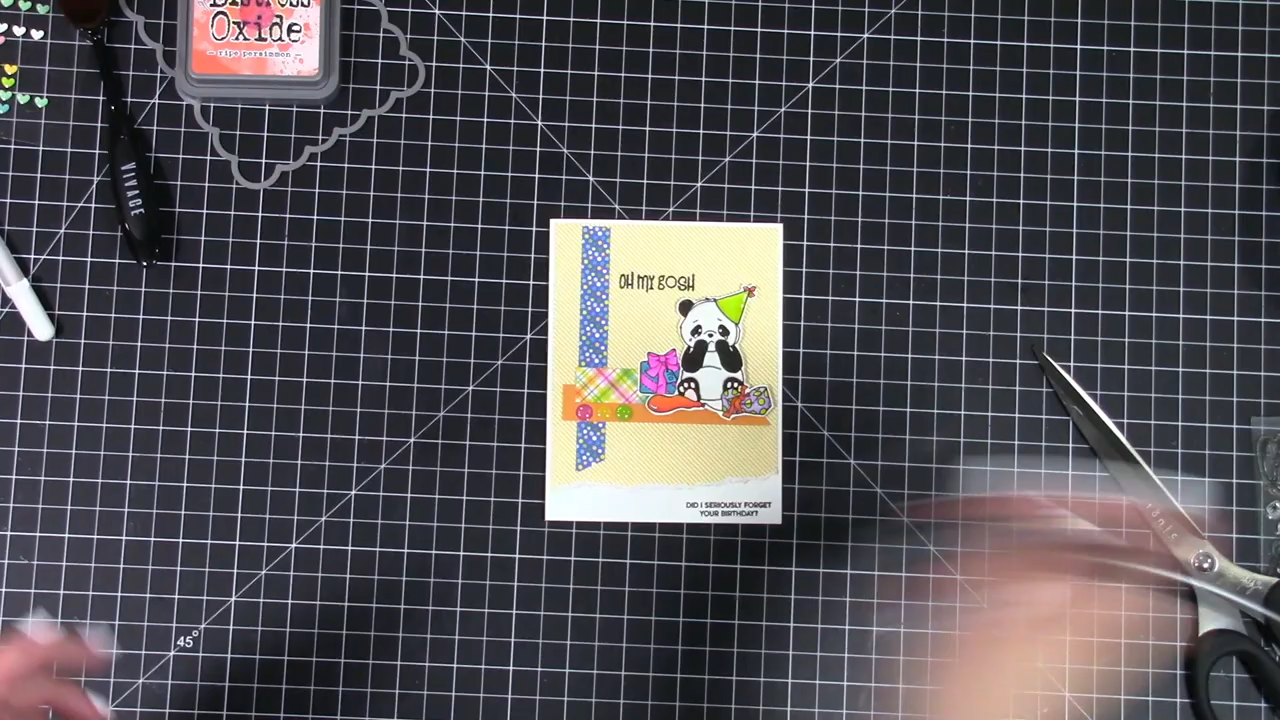 Distress
Oxide
— ripe persimmon —
VIVACE
OH MY GOSH
DID I SERIOUSLY FORGET
YOUR BIRTHDAY?
45°